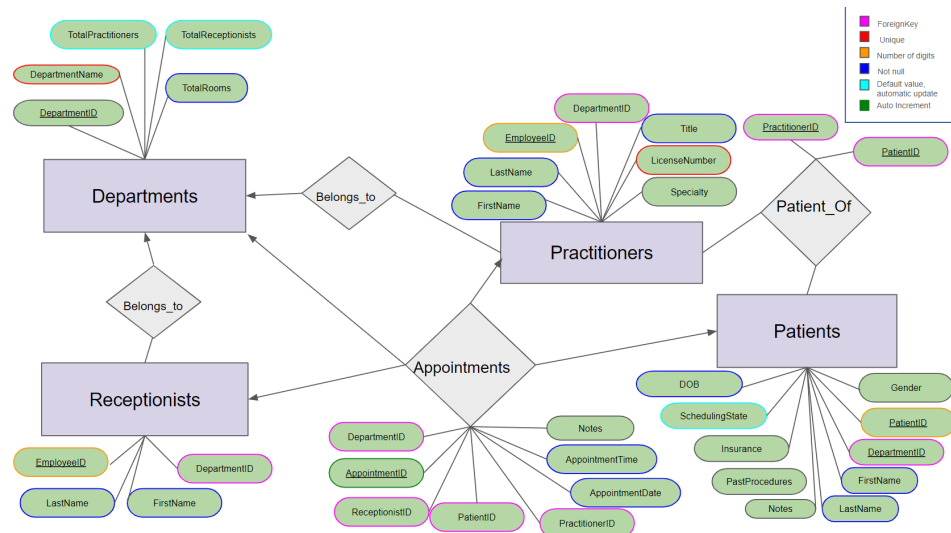 TotalPractitioners
TotalReceptionists
DepartmentName
TotalRooms
DepartmentID
Departments
Belongs_to
Belongs_to
Receptionists
EmployeeID
DepartmentID
LastName
FirstName
DepartmentID
EmployeeID
Title
LastName
LicenseNumber
FirstName
Specialty
Practitioners
PractitionerID
PatientID
Patient_Of
Patients
DOB
Gender
SchedulingState
PatientID
Insurance
DepartmentID
PastProcedures
FirstName
Notes
LastName
Appointments
DepartmentID
Notes
AppointmentID
AppointmentTime
AppointmentDate
ReceptionistID
PatientID
PractitionerID
ForeignKey
Unique
Number of digits
Not null
Default value,
automatic update
Auto Increment